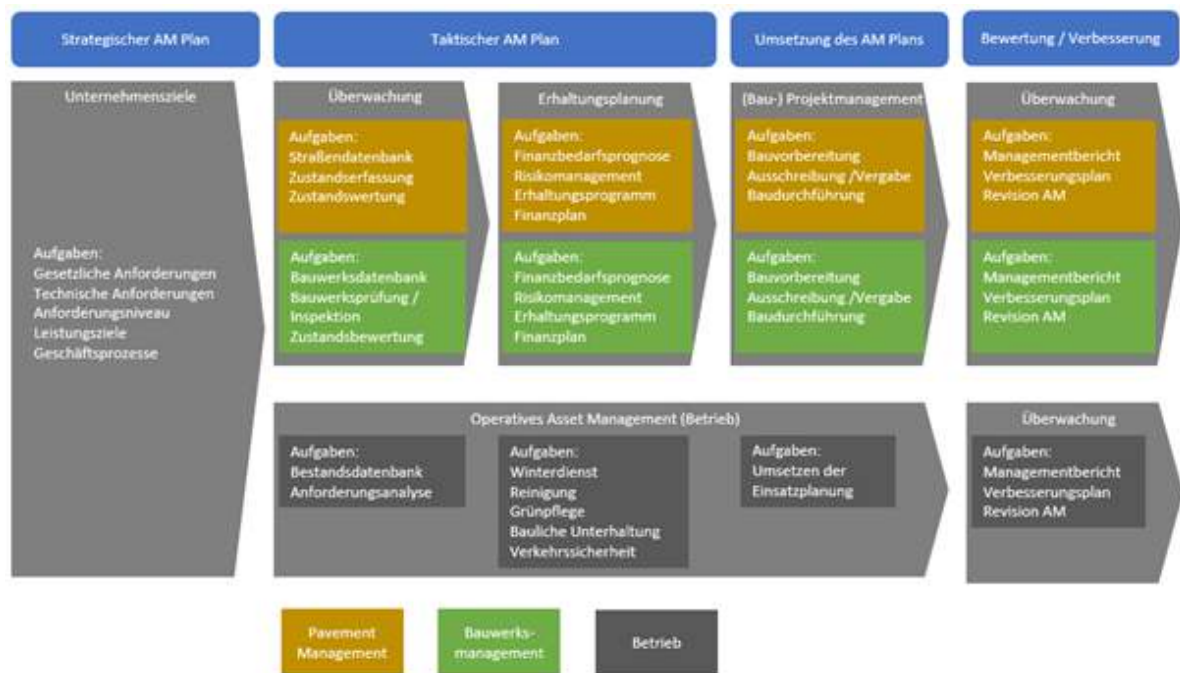 Strategischer AM Plan
Taktischer AM Plan
Umsetzung des AM Plans
Bewertung / Verbesserung
Unternehmensziele
Aufgaben:
Gesetzliche Anforderungen
Technische Anforderungen
Anforderungsniveau
Leistungsziele
Geschäftsprozesse
Überwachung
Aufgaben:
Straßendatenbank
Zustandserfassung
Zustandswertung
Aufgaben:
Bauwerksdatenbank
Bauwerksprüfung /
Inspektion
Zustandsbewertung
Erhaltungsplanung
Aufgaben:
Finanzbedarfsprognose
Risikomanagement
Erhaltungsprogramm
Finanzplan
Aufgaben:
Finanzbedarfsprognose
Risikomanagement
Erhaltungsprogramm
Finanzplan
(Bau-) Projektmanagement
Aufgaben:
Bauvorbereitung
Ausschreibung /Vergabe
Baudurchführung
Aufgaben:
Bauvorbereitung
Ausschreibung /Vergabe
Baudurchführung
Überwachung
Aufgaben:
Managementbericht
Verbesserungsplan
Revision AM
Aufgaben:
Managementbericht
Verbesserungsplan
Revision AM
Operatives Asset Management (Betrieb)
Aufgaben:
Bestandsdatenbank
Anforderungsanalyse
Aufgaben:
Winterdienst
Reinigung
Grünpflege
Bauliche Unterhaltung
Verkehrssicherheit
Aufgaben:
Umsetzen der
Einsatzplanung
Überwachung
Aufgaben:
Managementbericht
Verbesserungsplan
Revision AM
Pavement
Management
Bauwerks-
management
Betrieb